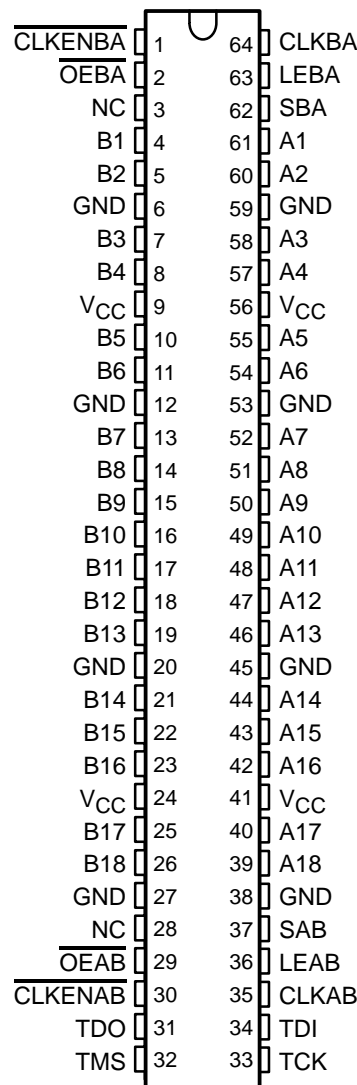 C̅L̅K̅E̅N̅B̅A̅ 1 64 CLKBA
O̅E̅B̅A̅ 2 63 LEBA
NC 3 62 SBA
B1 4 61 A1
B2 5 60 A2
GND 6 59 GND
B3 7 58 A3
B4 8 57 A4
VCC 9 56 VCC
B5 10 55 A5
B6 11 54 A6
GND 12 53 GND
B7 13 52 A7
B8 14 51 A8
B9 15 50 A9
B10 16 49 A10
B11 17 48 A11
B12 18 47 A12
B13 19 46 A13
GND 20 45 GND
B14 21 44 A14
B15 22 43 A15
B16 23 42 A16
VCC 24 41 VCC
B17 25 40 A17
B18 26 39 A18
GND 27 38 GND
NC 28 37 SAB
O̅E̅A̅B̅ 29 36 LEAB
C̅L̅K̅E̅N̅A̅B̅ 30 35 CLKAB
TDO 31 34 TDI
TMS 32 33 TCK